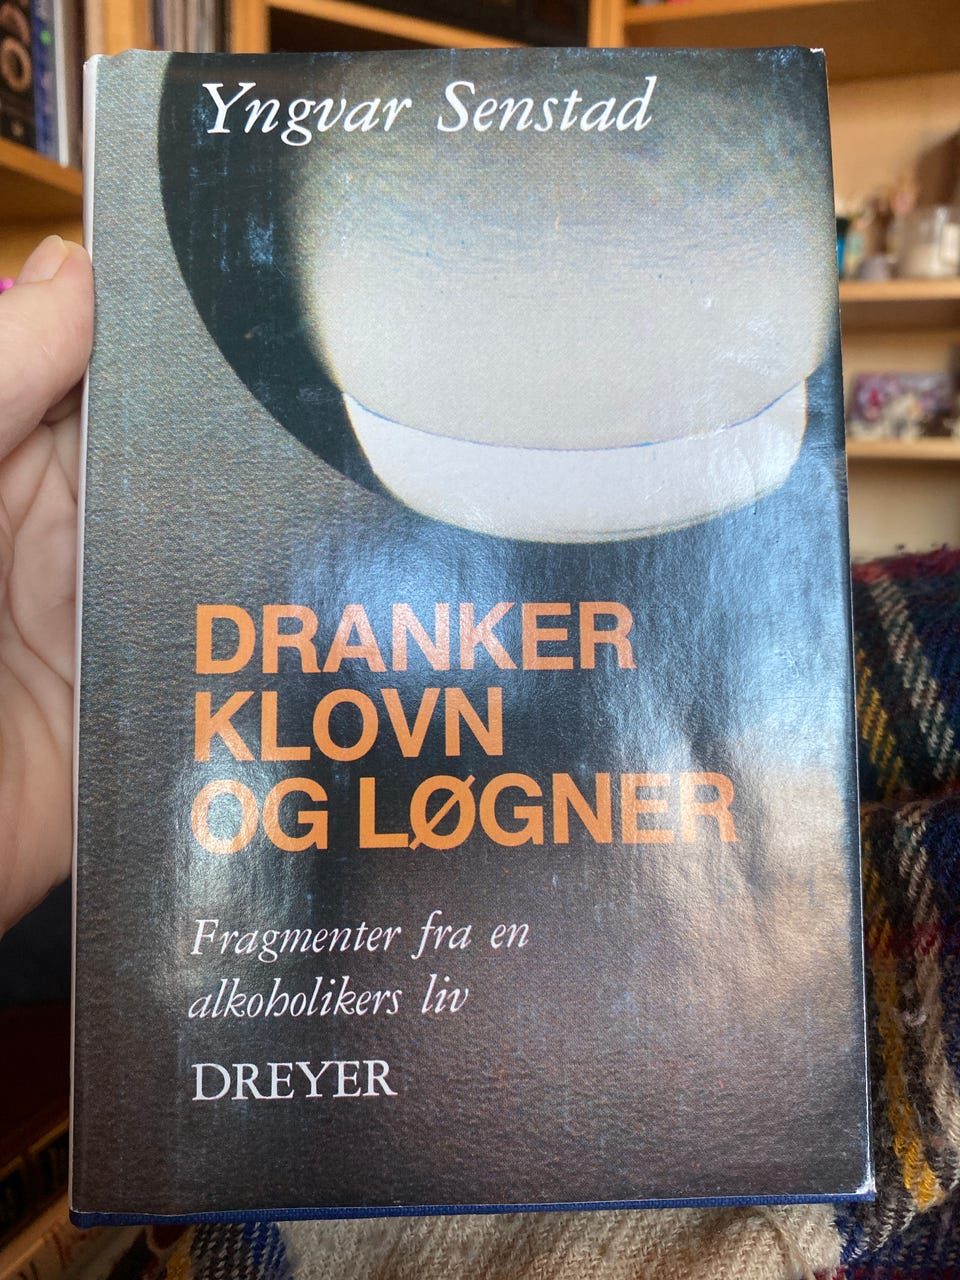 Yngvar Senstad
DRANKER
KLOVN
OG LØGNER
Fragmenter fra en
alkoholikers liv
DREYER